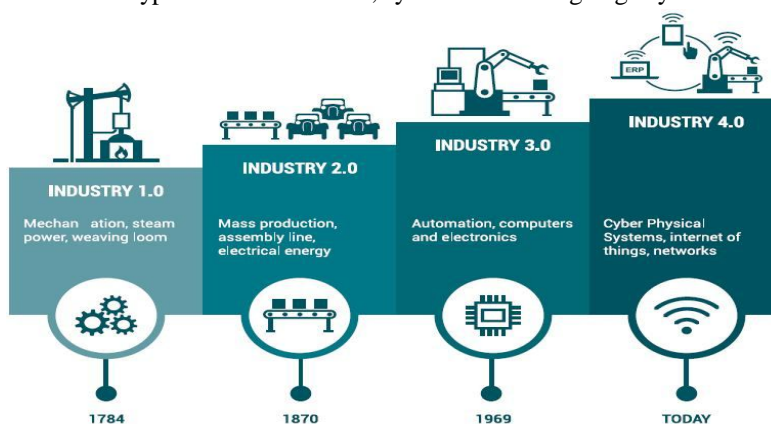 INDUSTRY 1.0
Mechan ation, steam
power, weaving loom
1784
INDUSTRY 2.0
Mass production,
assembly line,
electrical energy
1870
INDUSTRY 3.0
Automation, computers
and electronics
1969
ERP
INDUSTRY 4.0
Cyber Physical
Systems, internet of
things, networks
TODAY